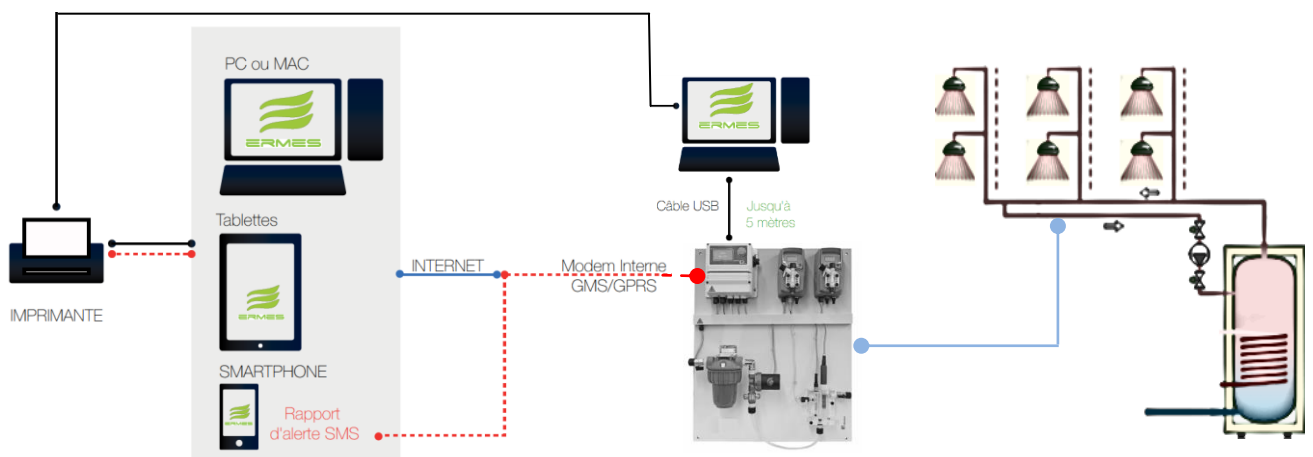 PC ou MAC
ERMES
ERMES
Câble USB
Jusqu'à
5 mètres
Tablettes
INTERNET
Modem Interne
GMS/GPRS
IMPRIMANTE
SMARTPHONE
Rapport
d'alerte SMS